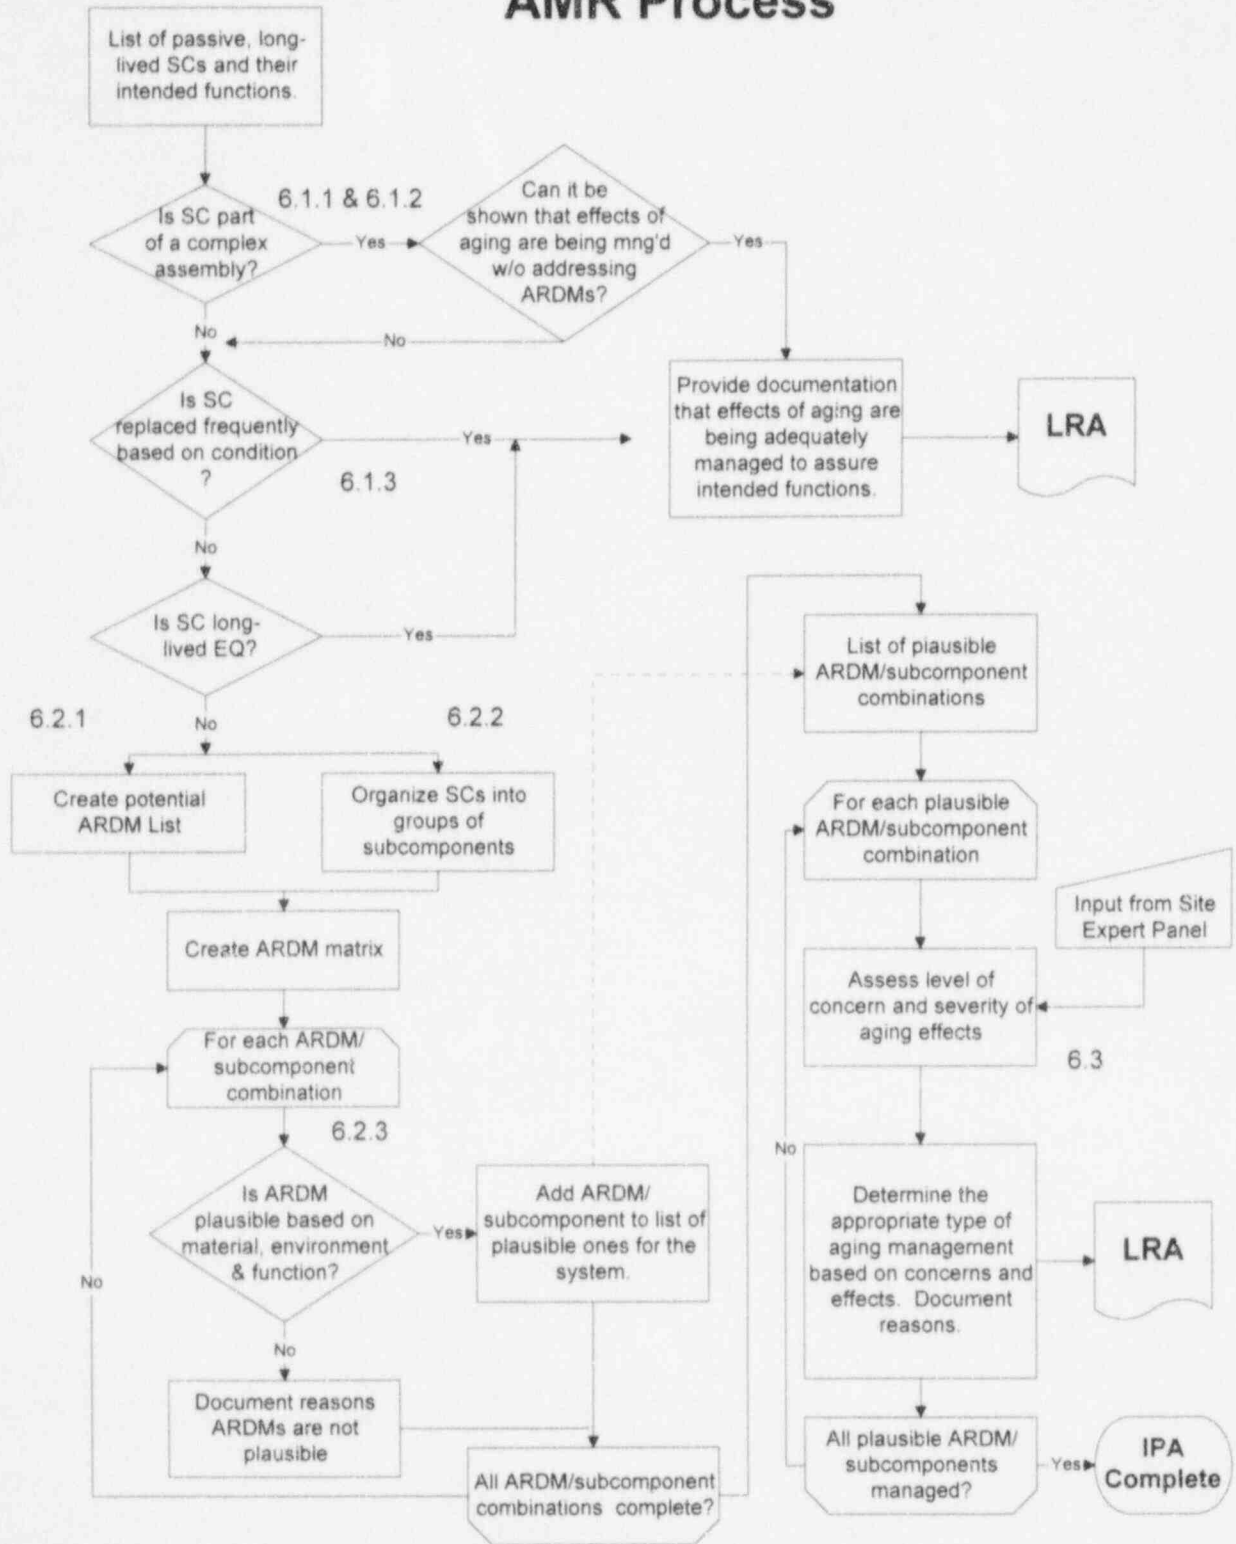 AMR Process
List of passive, long-
lived SCs and their
intended functions.
6.1.1 & 6.1.2
Is SC part
of a complex
assembly?
Yes
Can it be
shown that effects of
aging are being mng'd
w/o addressing
ARDMs?
Yes
No
No
Is SC
replaced frequently
based on condition
?
Yes
6.1.3
Provide documentation
that effects of aging are
being adequately
managed to assure
intended functions.
LRA
No
Is SC long-
lived EQ?
Yes
6.2.1
No
6.2.2
Create potential
ARDM List
Organize SCs into
groups of
subcomponents
Create ARDM matrix
For each ARDM/
subcomponent
combination
6.2.3
Is ARDM
plausible based on
material, environment
& function?
Yes
Add ARDM/
subcomponent to list of
plausible ones for the
system.
No
No
Document reasons
ARDMs are not
plausible
All ARDM/subcomponent
combinations complete?
List of plausible
ARDM/subcomponent
combinations
For each plausible
ARDM/subcomponent
combination
Input from Site
Expert Panel
Assess level of
concern and severity of
aging effects
6.3
No
Determine the
appropriate type of
aging management
based on concerns and
effects. Document
reasons.
LRA
All plausible ARDM/
subcomponents
managed?
Yes
IPA
Complete